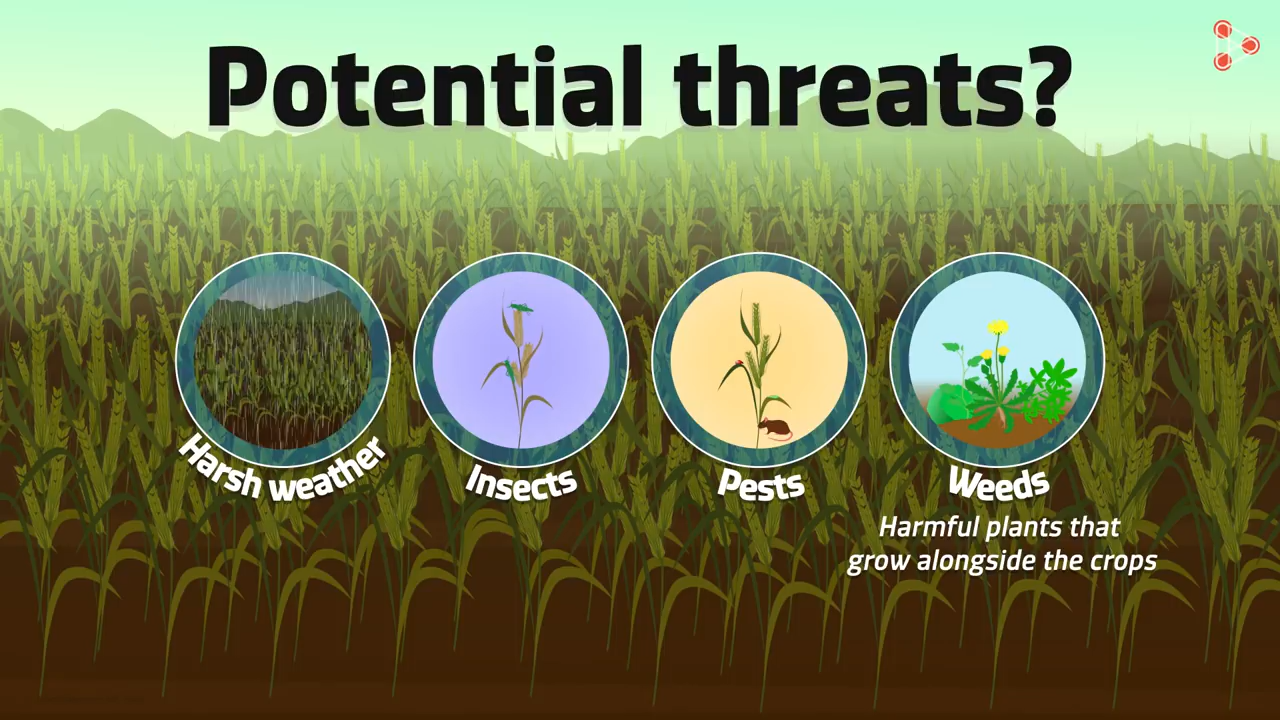 Potential threats?
Harsh weather
Insects
Pests
Weeds
Harmful plants that
grow alongside the crops